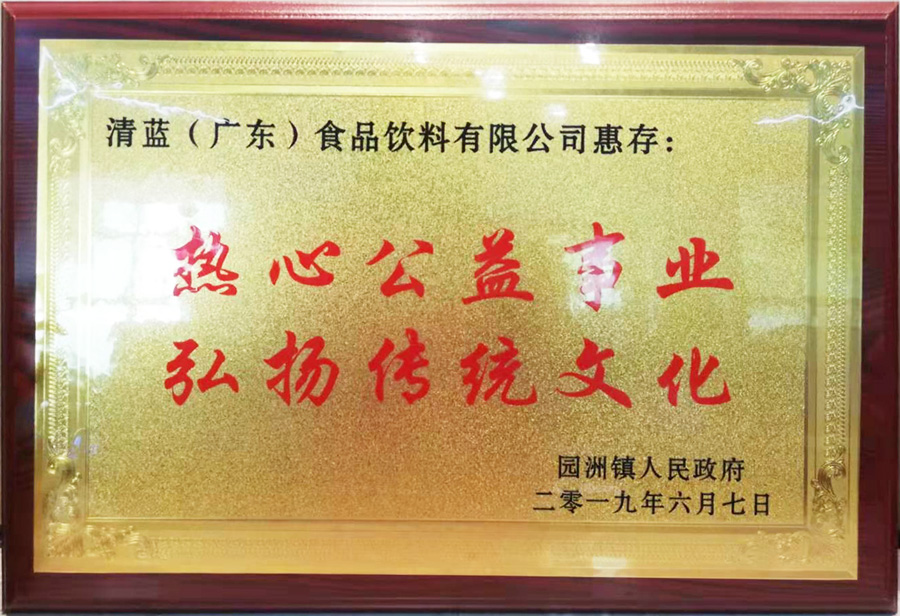 清蓝（广东）食品饮料有限公司惠存：
热心公益事业
弘扬传统文化
园洲镇人民政府
二零一九年六月七日